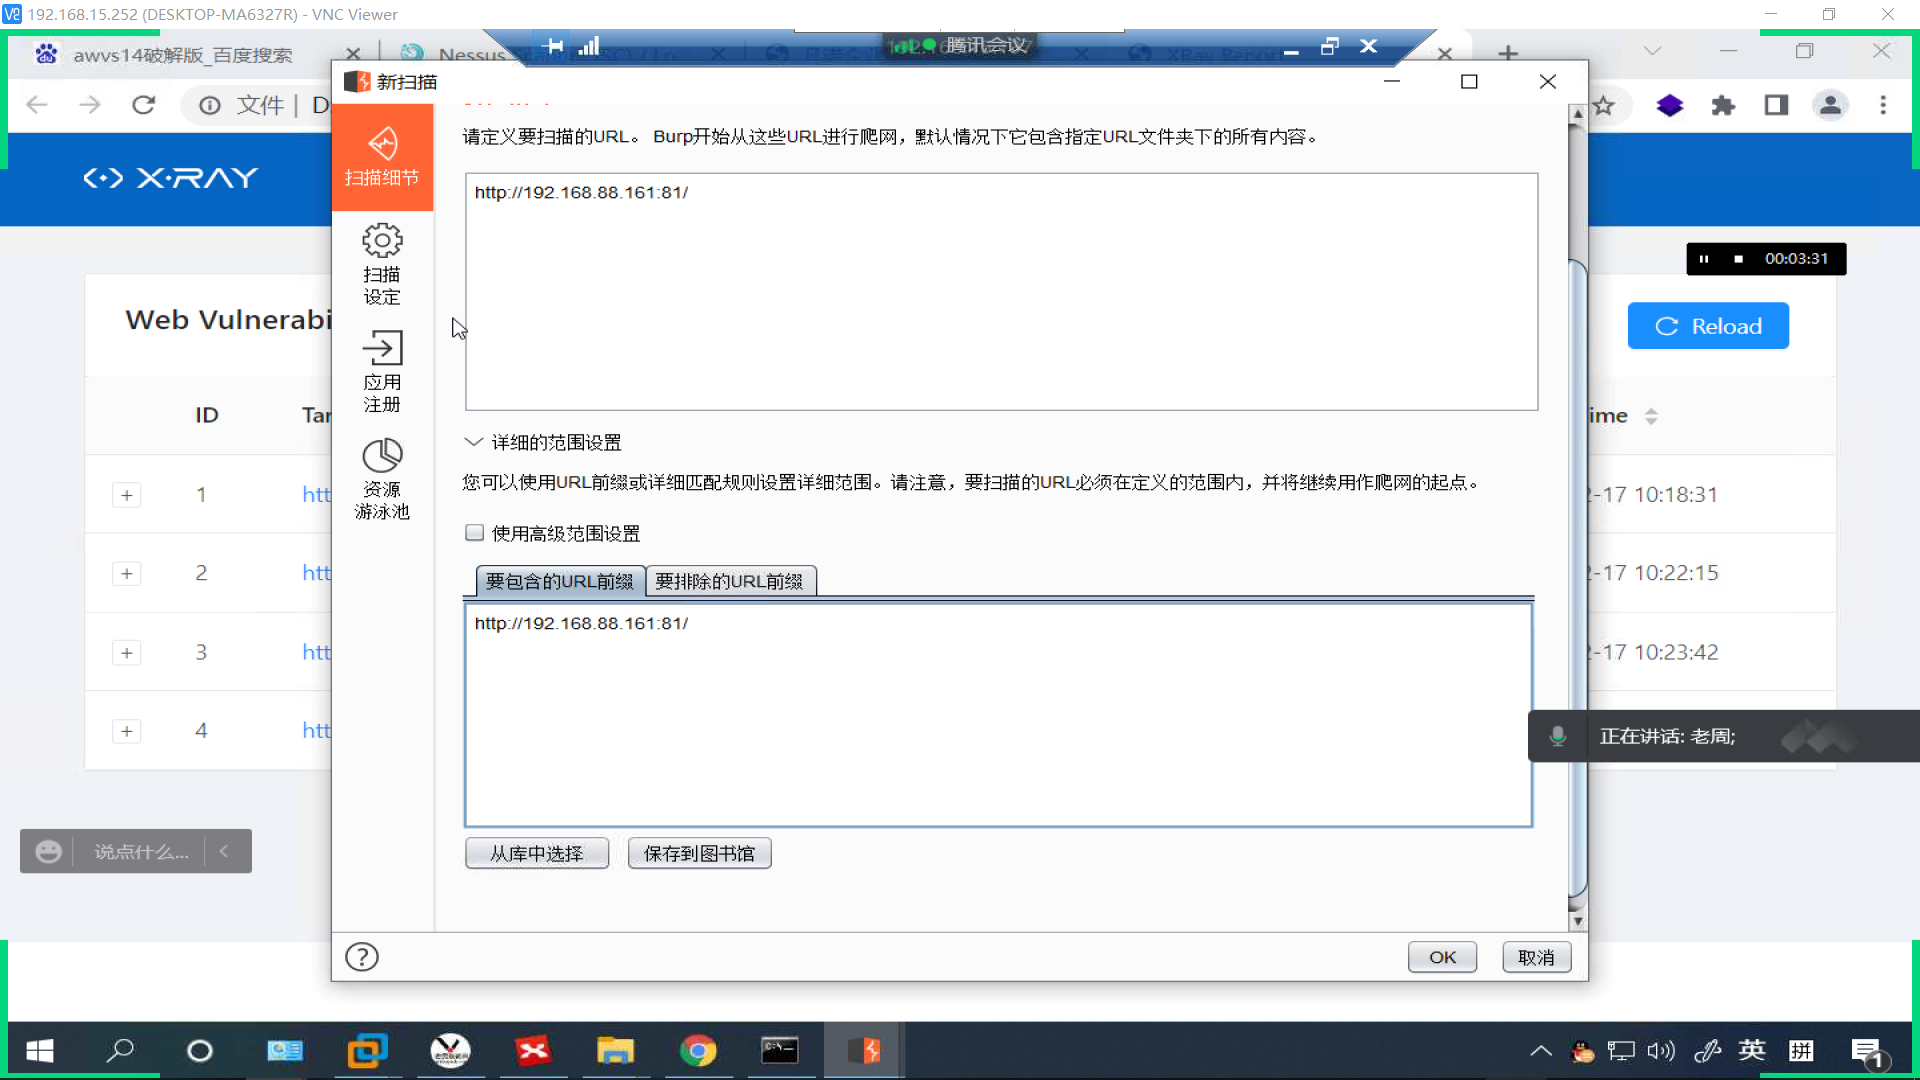 192.168.15.252 (DESKTOP-MA6327R) - VNC Viewer
awvs14破解版_百度搜索
Nessus
腾讯会议
XRay Report
新扫描
文件
X-RAY
扫描细节
请定义要扫描的URL。 Burp开始从这些URL进行爬网，默认情况下它包含指定URL文件夹下的所有内容。
http://192.168.88.161:81/
扫描
设定
00:03:31
Web Vulnerabi
Reload
应用
注册
ID
Tar
ime
详细的范围设置
资源
游泳池
您可以使用URL前缀或详细匹配规则设置详细范围。请注意，要扫描的URL必须在定义的范围内，并将继续用作爬网的起点。
1
htt
-17 10:18:31
使用高级范围设置
2
htt
-17 10:22:15
要包含的URL前缀
要排除的URL前缀
http://192.168.88.161:81/
3
htt
-17 10:23:42
4
htt
正在讲话: 老周;
说点什么...
从库中选择
保存到图书馆
OK
取消
英
拼
1